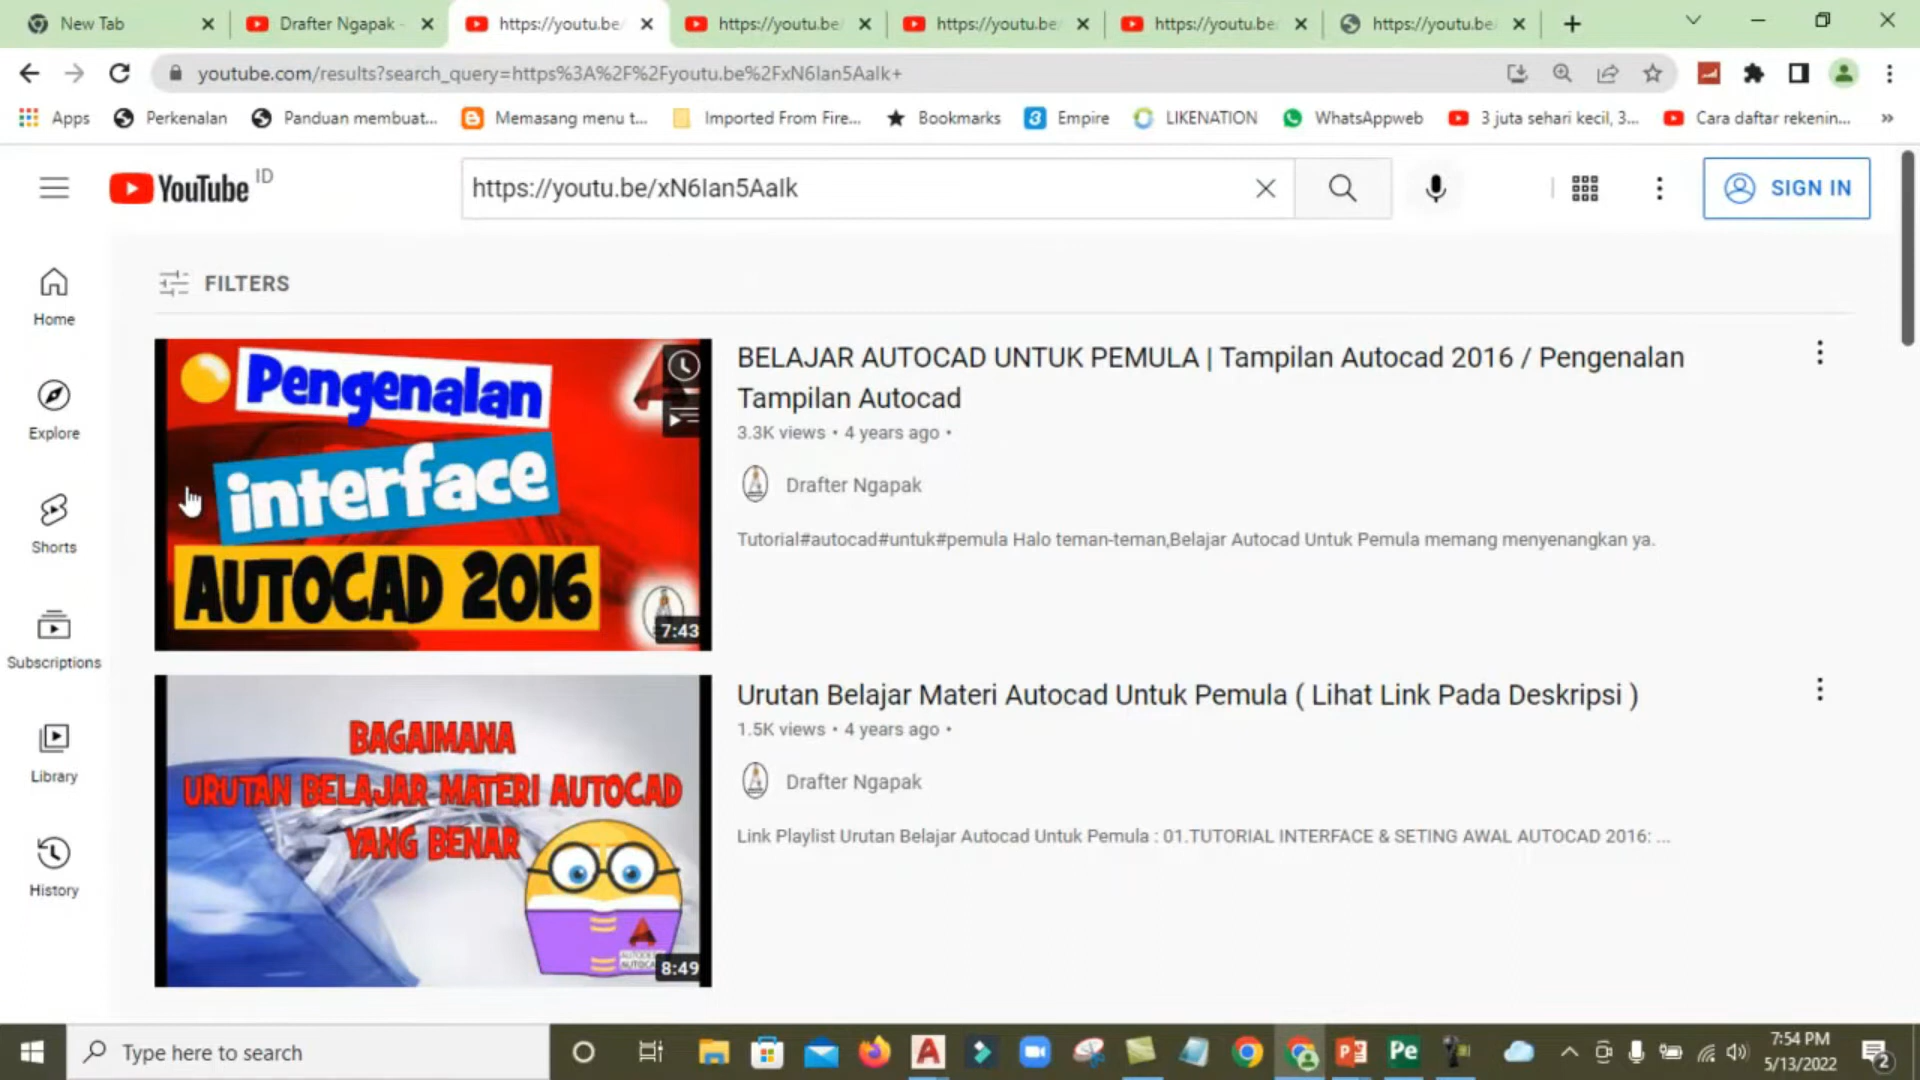 New Tab
Drafter Ngapak -
https://youtu.be/
https://youtu.be/
https://youtu.be/
https://youtu.be/
https://youtu.be/
youtube.com/results?search_query=https%3A%2F%2Fyoutu.be%2FxN6Ian5AaIk+
Apps
Perkenalan
Panduan membuat...
Memasang menu t...
Imported From Fire...
Bookmarks
Empire
LIKENATION
WhatsAppweb
3 juta sehari kecil, 3...
Cara daftar rekenin...
»
YouTube ID
https://youtu.be/xN6Ian5AaIk
SIGN IN
Home
Explore
Shorts
Subscriptions
Library
History
FILTERS
Pengenalan
interface
AUTOCAD 2016
7:43
BELAJAR AUTOCAD UNTUK PEMULA | Tampilan Autocad 2016 / Pengenalan
Tampilan Autocad
3.3K views • 4 years ago •
Drafter Ngapak
Tutorial#autocad#untuk#pemula Halo teman-teman,Belajar Autocad Untuk Pemula memang menyenangkan ya.
BAGAIMANA
URUTAN BELAJAR MATERI AUTOCAD
YANG BENAR
8:49
Urutan Belajar Materi Autocad Untuk Pemula ( Lihat Link Pada Deskripsi )
1.5K views • 4 years ago •
Drafter Ngapak
Link Playlist Urutan Belajar Autocad Untuk Pemula : 01.TUTORIAL INTERFACE & SETING AWAL AUTOCAD 2016: ...
Type here to search
Pe
7:54 PM
5/13/2022
2